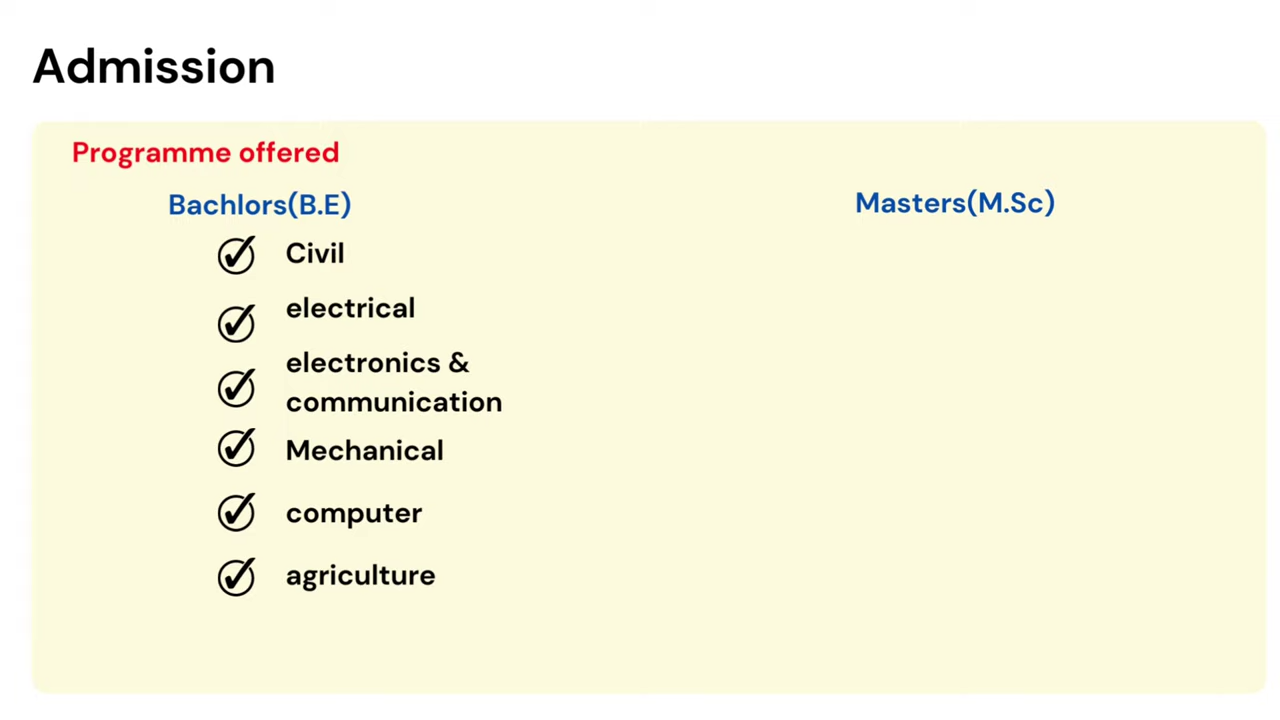 Admission
Programme offered
Bachlors(B.E)
Civil
electrical
electronics &
communication
Mechanical
computer
agriculture
Masters(M.Sc)